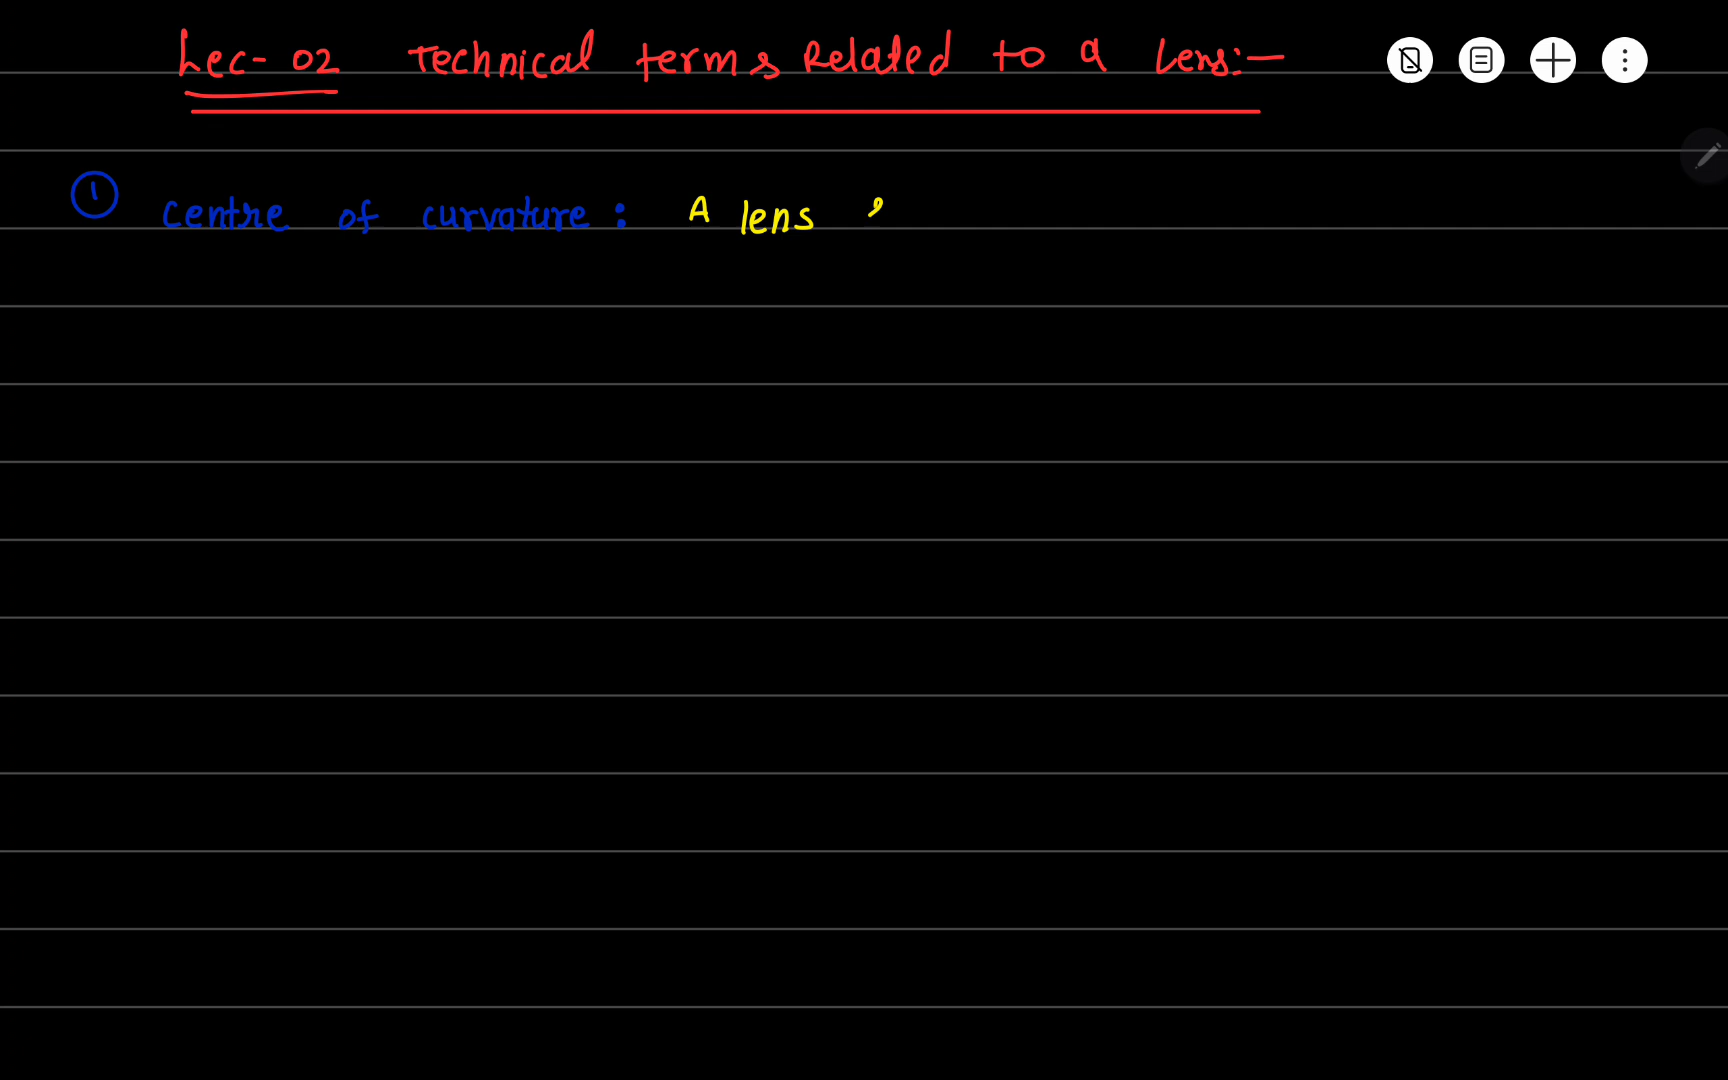 Lec- 02 Technical terms Related to a Lens:-
① Centre of curvature : A lens